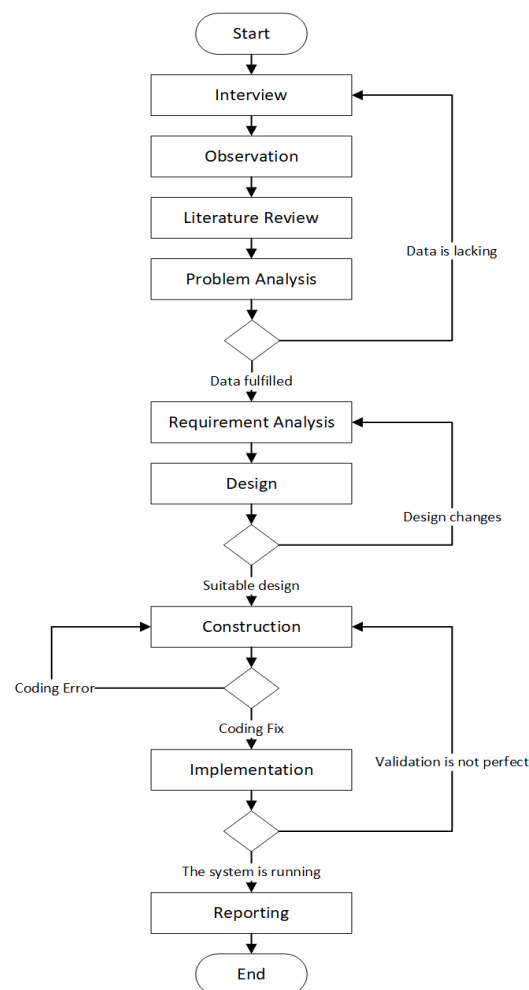 Start
Interview
Observation
Literature Review
Data is lacking
Problem Analysis
Data fulfilled
Requirement Analysis
Design
Design changes
Suitable design
Construction
Coding Error
Coding Fix
Implementation
Validation is not perfect
The system is running
Reporting
End